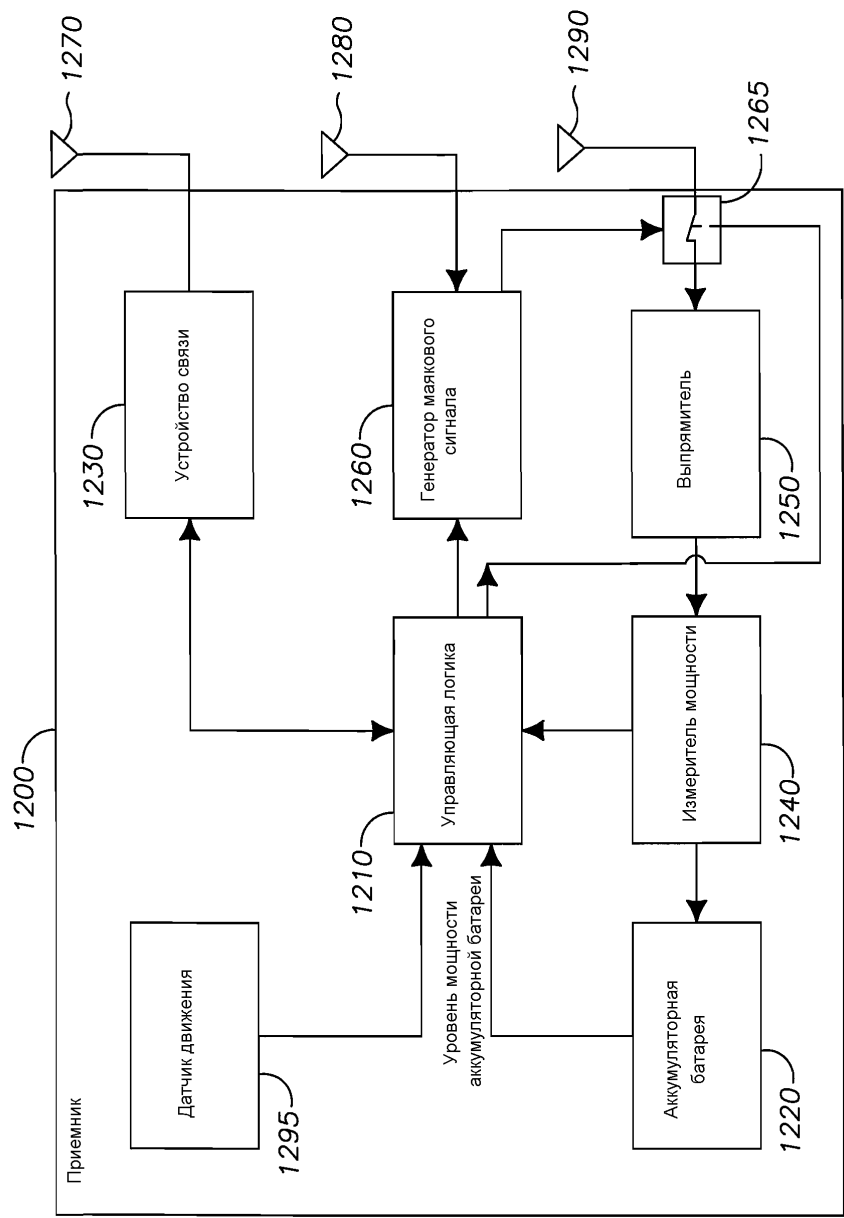 Приемник
1200
Датчик движения
1295
Устройство связи
1230
1270
Управляющая логика
1210
Генератор маякового
сигнала
1260
1280
Уровень мощности
аккумуляторной батареи
Аккумуляторная
батарея
1220
Измеритель мощности
1240
Выпрямитель
1250
1290
1265